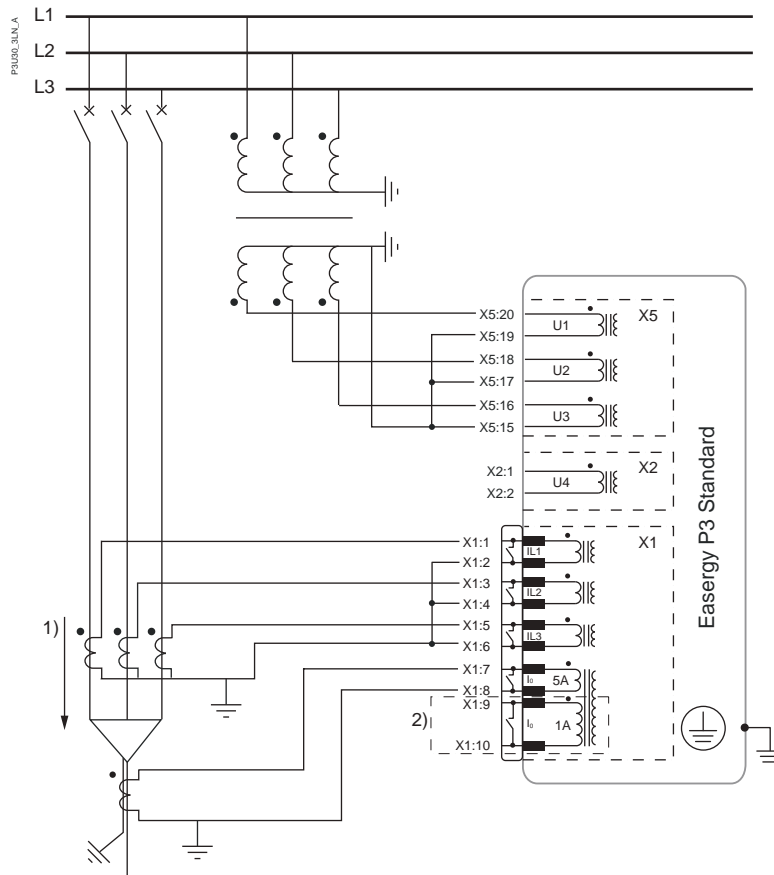 P3U30_3LN_A
L1
L2
L3
X5:20
X5:19
X5:18
X5:17
X5:16
X5:15
U1
U2
U3
X5
X2:1
X2:2
U4
X2
X1:1
X1:2
X1:3
X1:4
X1:5
X1:6
X1:7
X1:8
X1:9
X1:10
IL1
IL2
IL3
I₀ 5A
I₀ 1A
X1
1)
2)
Easergy P3 Standard